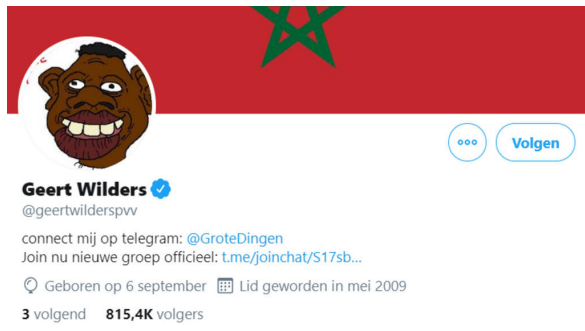 Volgen
Geert Wilders
@geertwilderspvv
connect mij op telegram: @GroteDingen
Join nu nieuwe groep officieel: t.me/joinchat/S17sb...
Geboren op 6 september Lid geworden in mei 2009
3 volgend 815,4K volgers